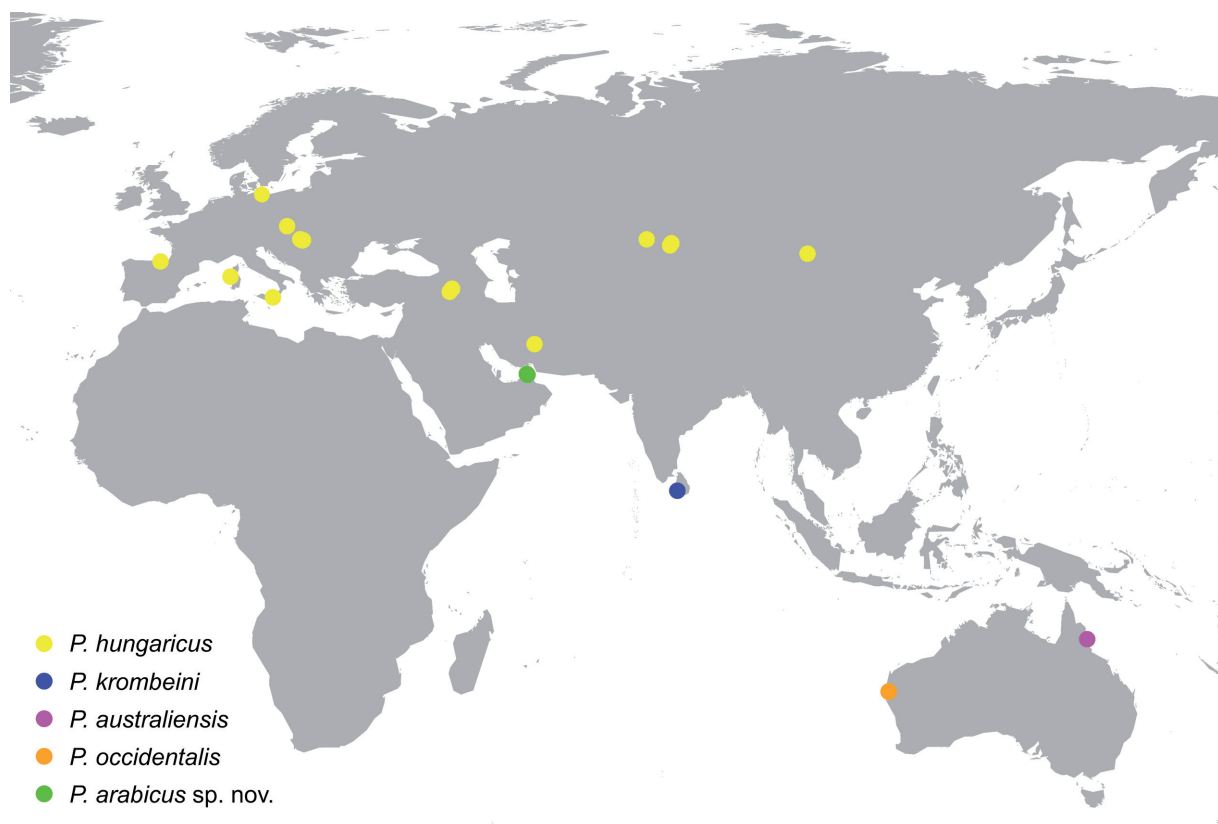 P. hungaricus
P. krombeini
P. australiensis
P. occidentalis
P. arabicus sp. nov.